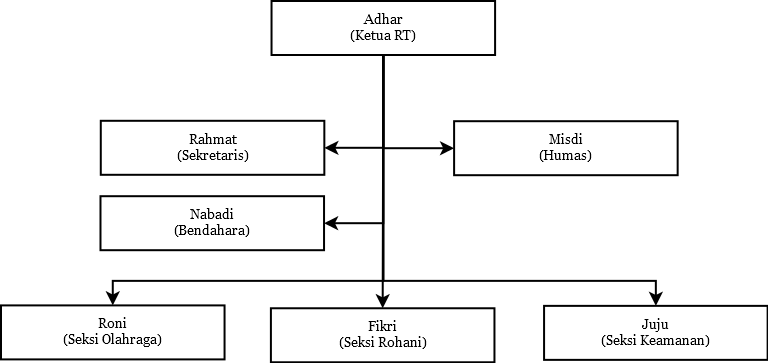 Adhar
(Ketua RT)
Rahmat
(Sekretaris)
Misdi
(Humas)
Nabadi
(Bendahara)
Roni
(Seksi Olahraga)
Fikri
(Seksi Rohani)
Juju
(Seksi Keamanan)